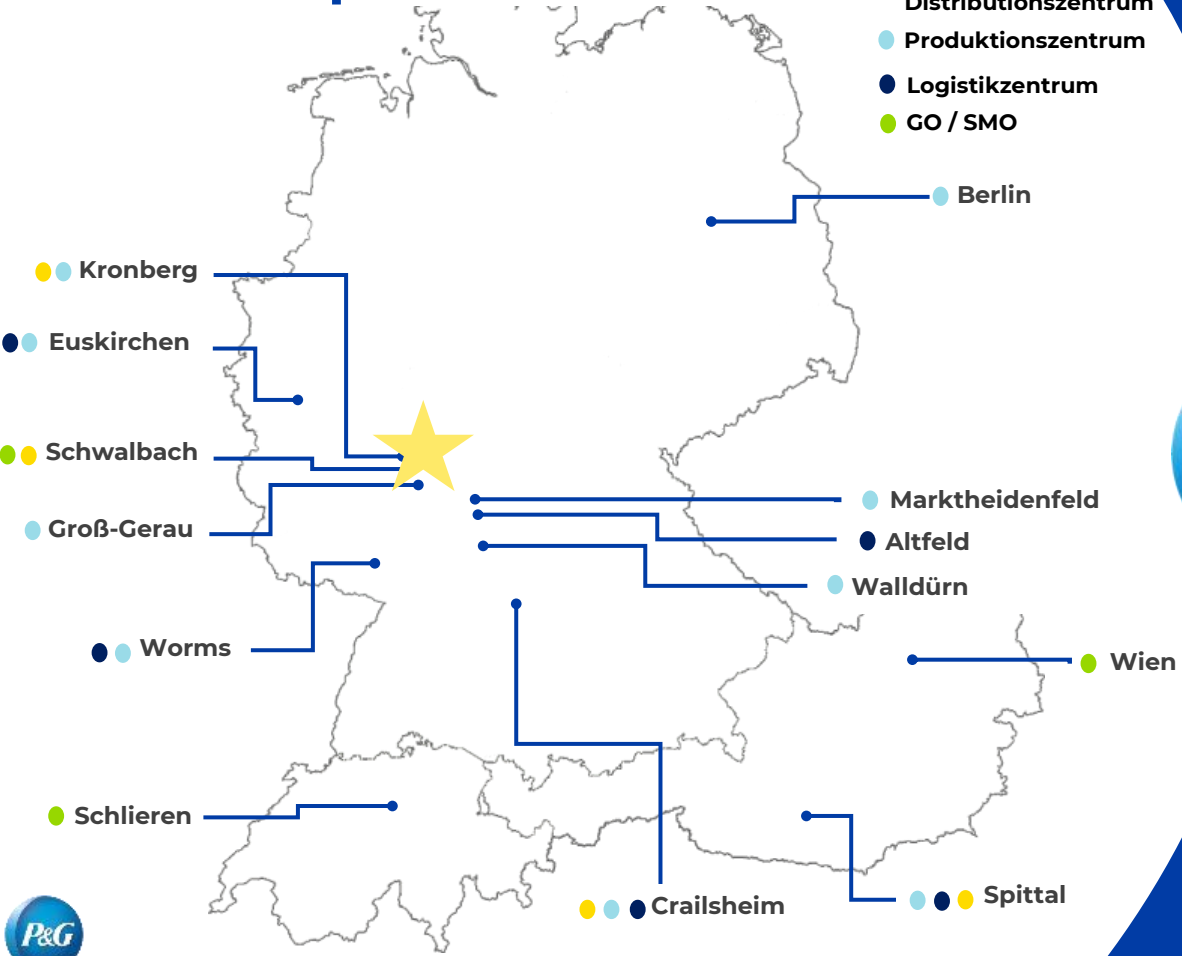 Distributionszentrum
Produktionszentrum
Logistikzentrum
GO / SMO
Berlin
Kronberg
Euskirchen
Schwalbach
Marktheidenfeld
Groß-Gerau
Altfeld
Walldürn
Worms
Wien
Schlieren
Crailsheim
Spittal
P&G